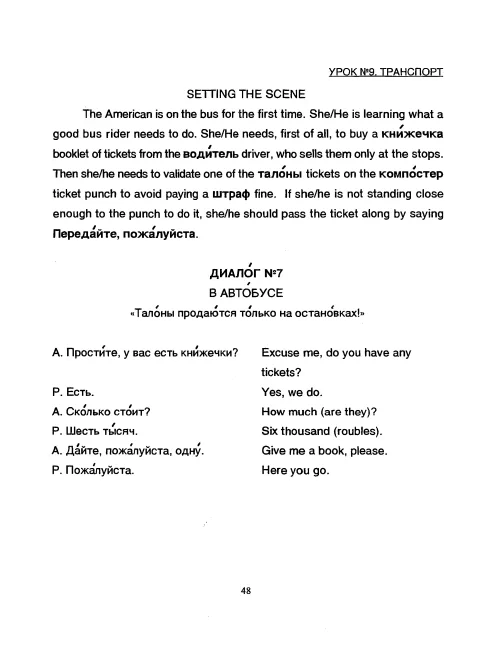 УРОК №9. ТРАНСПОРТ
SETTING THE SCENE
The American is on the bus for the first time. She/He is learning what a
good bus rider needs to do. She/He needs, first of all, to buy a кни́жечка
booklet of tickets from the води́тель driver, who sells them only at the stops.
Then she/he needs to validate one of the тало́ны tickets on the компо́стер
ticket punch to avoid paying a штраф fine. If she/he is not standing close
enough to the punch to do it, she/he should pass the ticket along by saying
Переда́йте, пожа́луйста.
ДИАЛО́Г №7
В АВТО́БУСЕ
«Тало́ны продаю́тся то́лько на остано́вках!»
А. Прости́те, у вас есть кни́жечки? Excuse me, do you have any
tickets?
Р. Есть. Yes, we do.
А. Ско́лько сто́ит? How much (are they)?
Р. Шесть ты́сяч. Six thousand (roubles).
А. Да́йте, пожа́луйста, одну́. Give me a book, please.
Р. Пожа́луйста. Here you go.
48